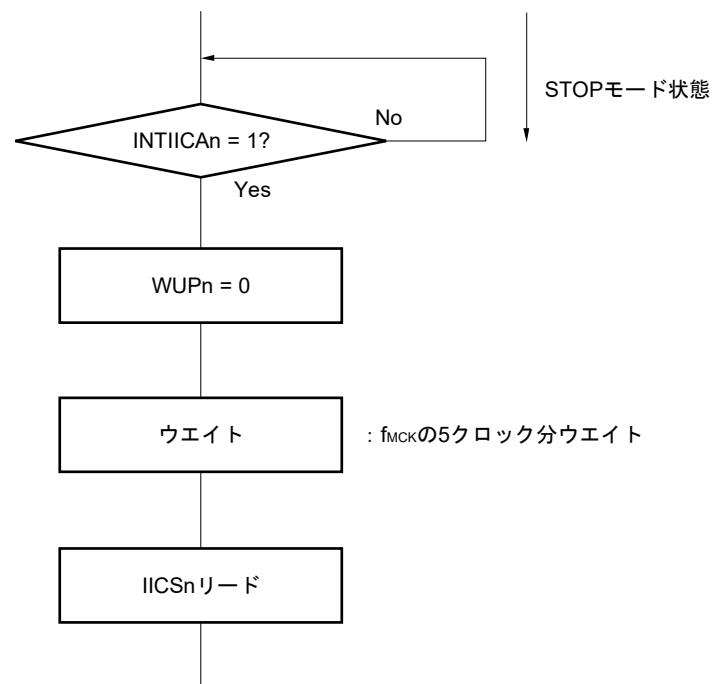 STOPモード状態
No
INTIICAn = 1?
Yes
WUPn = 0
ウエイト
: fMCKの5クロック分ウエイト
IICSnリード